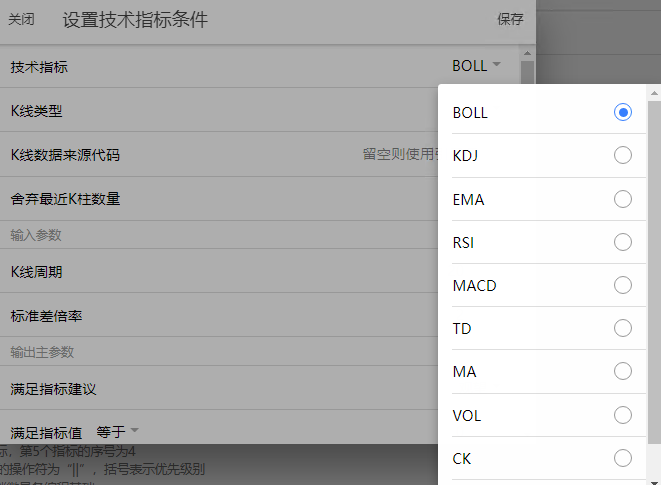 关闭 设置技术指标条件 保存
技术指标 BOLL
K线类型
K线数据来源代码 留空则使用
舍弃最近K柱数量
输入参数
K线周期
标准差倍率
输出主参数
满足指标建议
满足指标值 等于
BOLL
KDJ
EMA
RSI
MACD
TD
MA
VOL
CK
标，第5个指标的序号为4
的操作符为“||”，括号表示优先级别